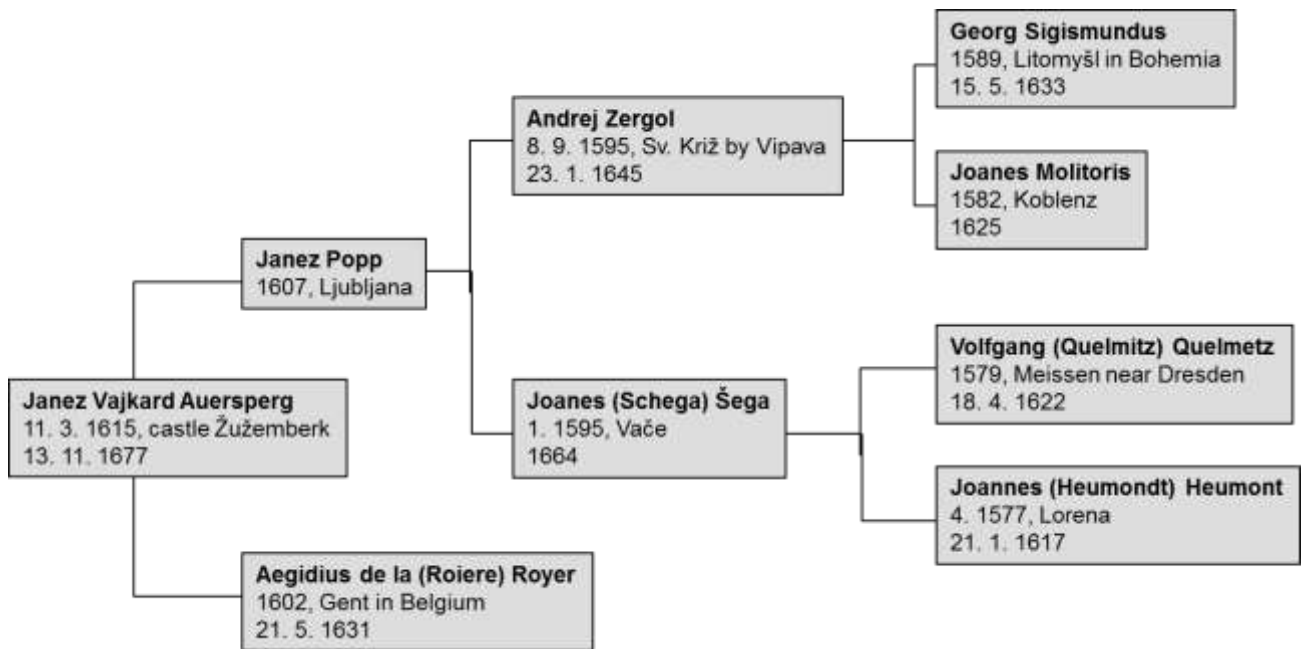 Georg Sigismundus
1589, Litomyšl in Bohemia
15. 5. 1633
Andrej Zergol
8. 9. 1595, Sv. Križ by Vipava
23. 1. 1645
Joanes Molitoris
1582, Koblenz
1625
Janez Popp
1607, Ljubljana
Volfgang (Quelmitz) Quelmetz
1579, Meissen near Dresden
18. 4. 1622
Janez Vajkard Auersperg
11. 3. 1615, castle Žužemberk
13. 11. 1677
Joanes (Schega) Šega
1. 1595, Vače
1664
Joannes (Heumondt) Heumont
4. 1577, Lorena
21. 1. 1617
Aegidius de la (Roiere) Royer
1602, Gent in Belgium
21. 5. 1631